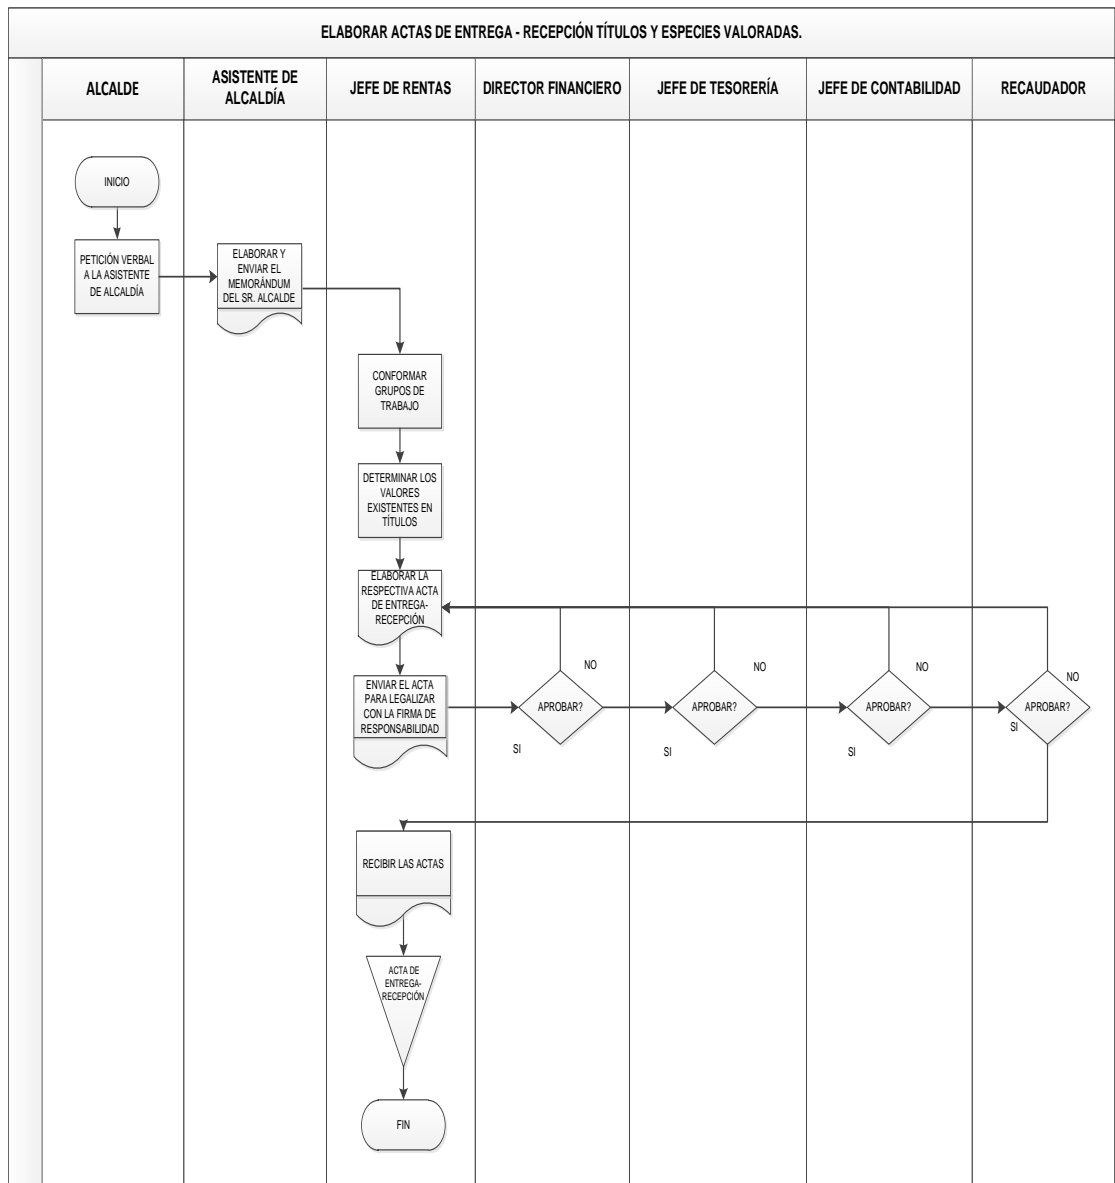 ELABORAR ACTAS DE ENTREGA - RECEPCIÓN TÍTULOS Y ESPECIES VALORADAS.
ALCALDE
ASISTENTE DE
ALCALDÍA
JEFE DE RENTAS
DIRECTOR FINANCIERO
JEFE DE TESORERÍA
JEFE DE CONTABILIDAD
RECAUDADOR
INICIO
PETICIÓN VERBAL
A LA ASISTENTE
DE ALCALDÍA
ELABORAR Y
ENVIAR EL
MEMORÁNDUM
DEL SR. ALCALDE
CONFORMAR
GRUPOS DE
TRABAJO
DETERMINAR LOS
VALORES
EXISTENTES EN
TÍTULOS
ELABORAR LA
RESPECTIVA ACTA
DE ENTREGA-
RECEPCIÓN
ENVIAR EL ACTA
PARA LEGALIZAR
CON LA FIRMA DE
RESPONSABILIDAD
APROBAR?
NO
SI
APROBAR?
NO
SI
APROBAR?
NO
SI
APROBAR?
NO
SI
RECIBIR LAS ACTAS
ACTA DE
ENTREGA-
RECEPCIÓN
FIN